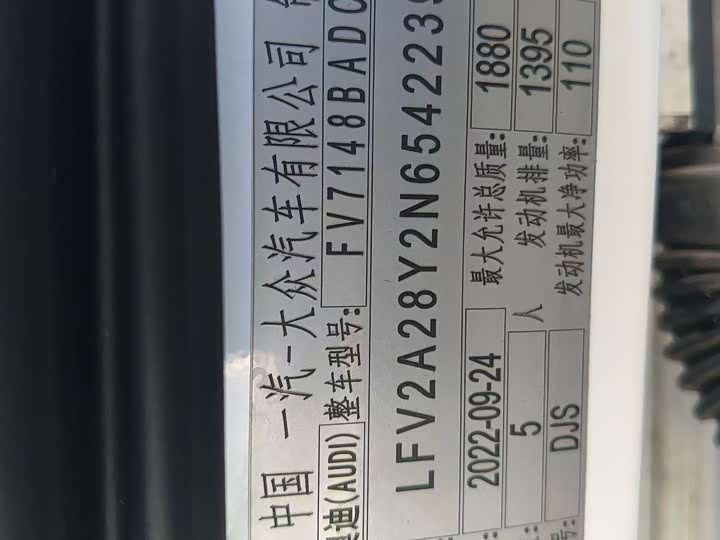 中国 一汽-大众汽车有限公司
迪(AUDI) 整车型号: FV7148BADC
LFV2A28Y2N6542239
2022-09-24 最大允许总质量: 1880
5 人 发动机排量: 1395
DJS 发动机最大净功率: 110
号: